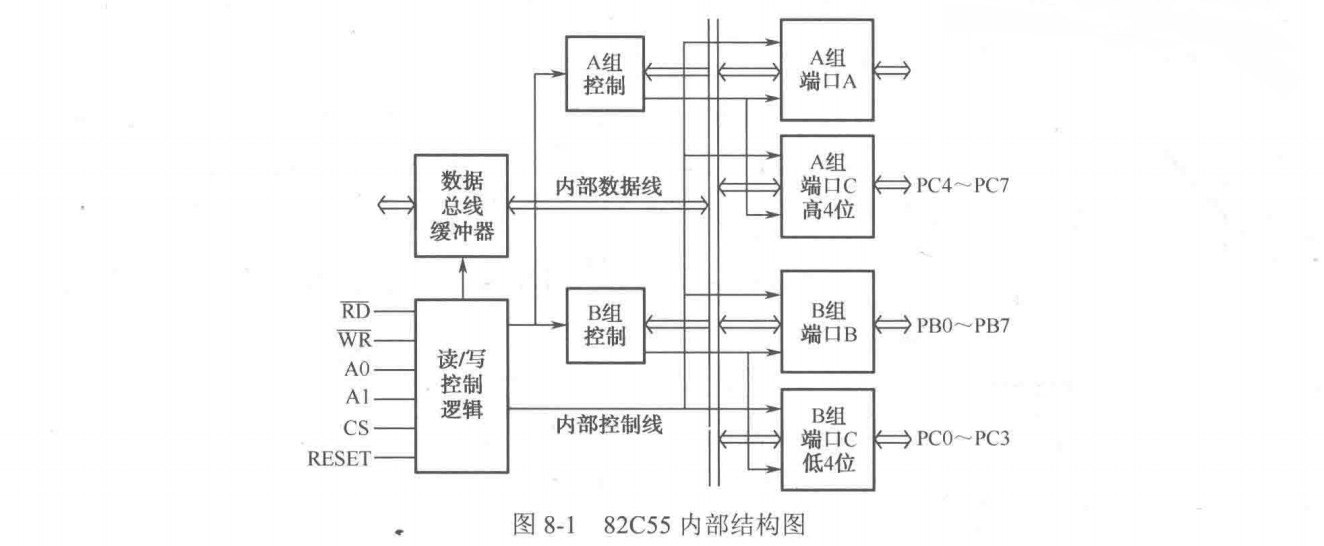 A组
控制
A组
端口A
数据
总线
缓冲器
内部数据线
A组
端口C
高4位
PC4～PC7
R̅D̅
W̅R̅
A0
A1
CS
RESET
读/写
控制
逻辑
B组
控制
内部控制线
B组
端口B
PB0～PB7
B组
端口C
低4位
PC0～PC3
图 8-1 82C55 内部结构图